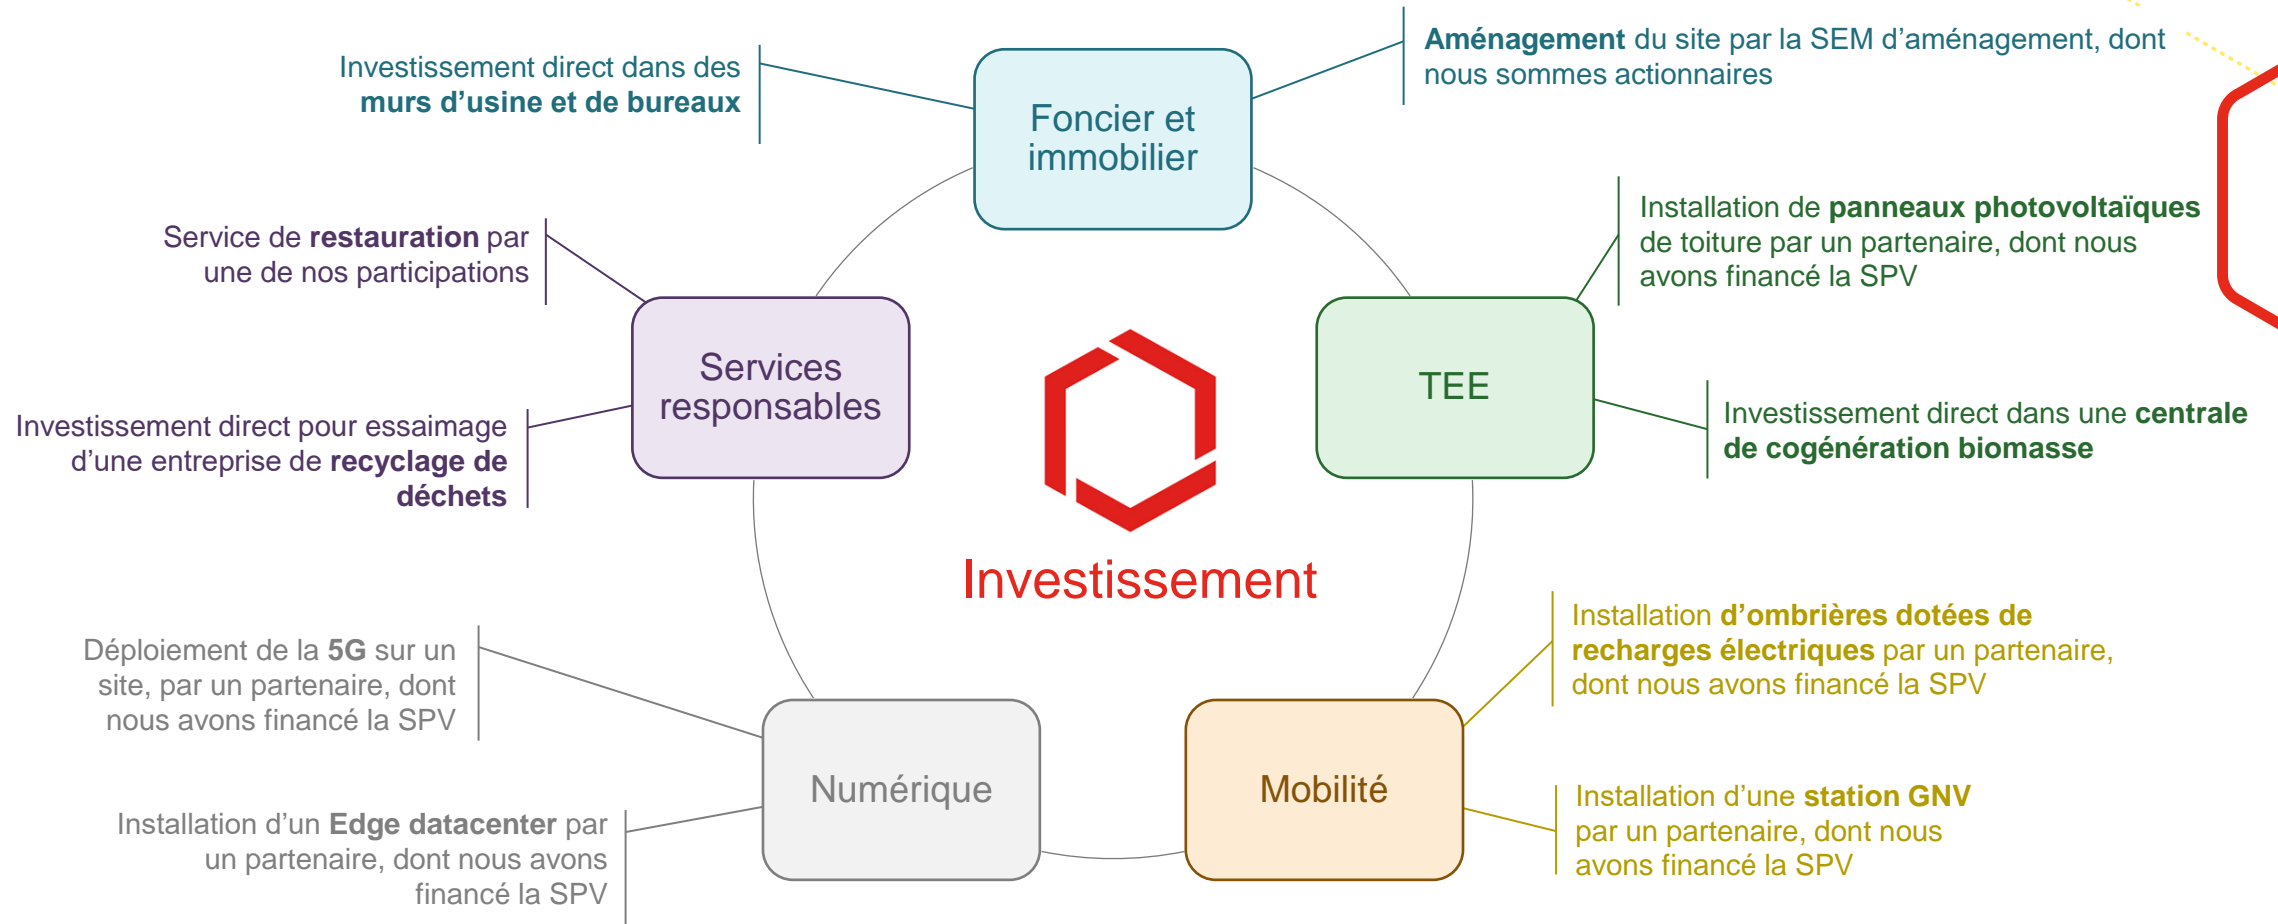 Investissement direct dans des
murs d’usine et de bureaux
Foncier et
immobilier
Aménagement du site par la SEM d’aménagement, dont
nous sommes actionnaires
Service de restauration par
une de nos participations
Installation de panneaux photovoltaïques
de toiture par un partenaire, dont nous
avons financé la SPV
Services
responsables
TEE
Investissement direct pour essaimage
d’une entreprise de recyclage de
déchets
Investissement direct dans une centrale
de cogénération biomasse
Investissement
Déploiement de la 5G sur un
site, par un partenaire, dont
nous avons financé la SPV
Installation d’ombrières dotées de
recharges électriques par un partenaire,
dont nous avons financé la SPV
Numérique
Mobilité
Installation d’un Edge datacenter par
un partenaire, dont nous avons
financé la SPV
Installation d’une station GNV
par un partenaire, dont nous
avons financé la SPV